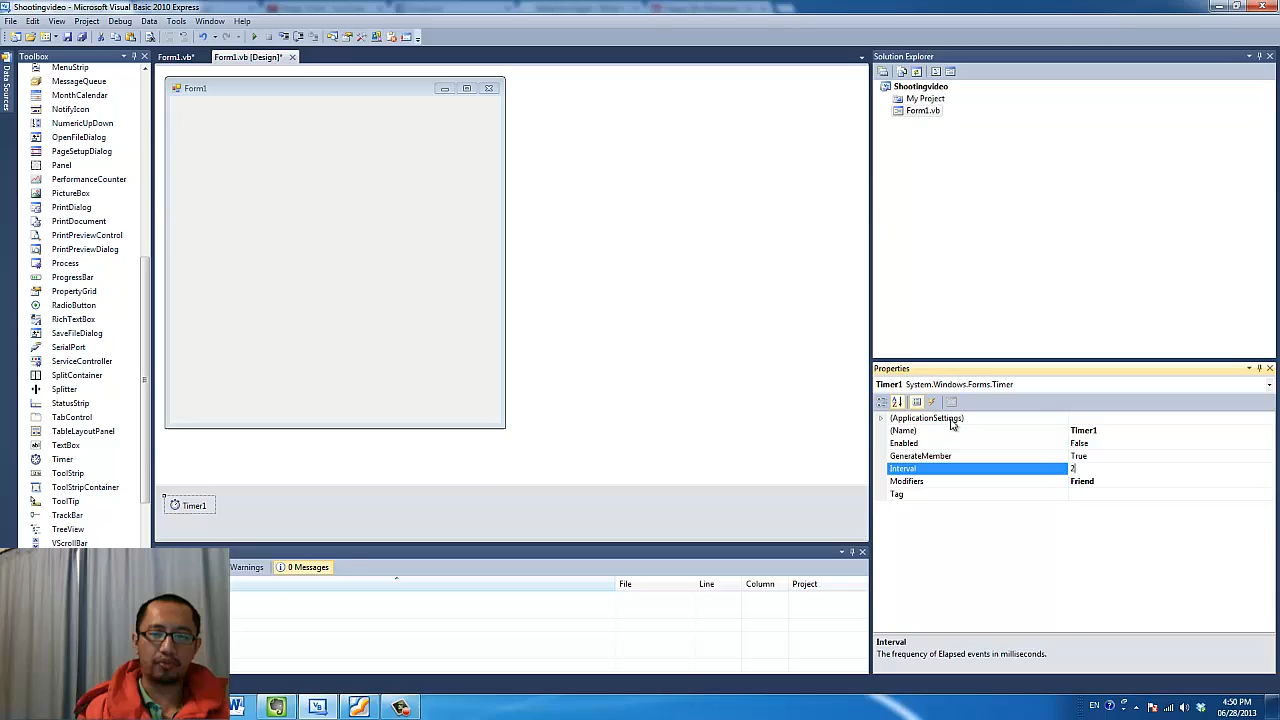 Shootingvideo - Microsoft Visual Basic 2010 Express
File Edit View Project Debug Data Tools Window Help
Toolbox
Form1.vb* Form1.vb [Design]*
Solution Explorer
Data Sources
MenuStrip
MessageQueue
MonthCalendar
NotifyIcon
NumericUpDown
OpenFileDialog
PageSetupDialog
Panel
PerformanceCounter
PictureBox
PrintDialog
PrintDocument
PrintPreviewControl
PrintPreviewDialog
Process
ProgressBar
PropertyGrid
RadioButton
RichTextBox
SaveFileDialog
SerialPort
ServiceController
SplitContainer
Splitter
StatusStrip
TabControl
TableLayoutPanel
TextBox
Timer
ToolStrip
ToolStripContainer
ToolTip
TrackBar
TreeView
VScrollBar
Form1
Timer1
Shootingvideo
My Project
Form1.vb
Properties
Timer1 System.Windows.Forms.Timer
(ApplicationSettings)
(Name) Timer1
Enabled False
GenerateMember True
Interval 2
Modifiers Friend
Tag
Interval
The frequency of Elapsed events in milliseconds.
Warnings 0 Messages
File Line Column Project
EN 4:50 PM
06/28/2013